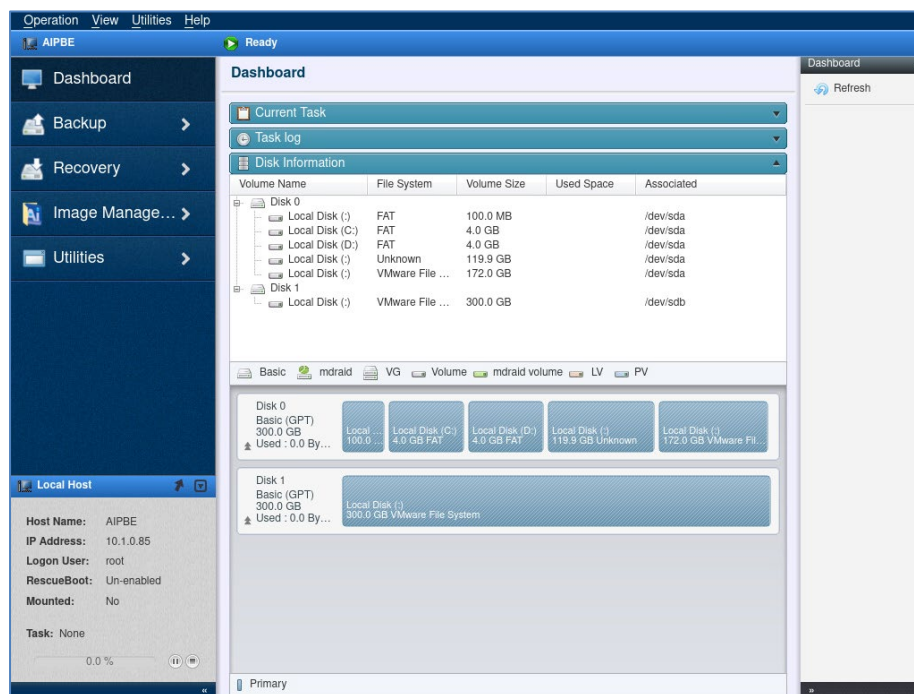 Operation View Utilities Help
AIPBE Ready
Dashboard
Backup
Recovery
Image Manage...
Utilities
Dashboard
Current Task
Task log
Disk Information
Volume Name File System Volume Size Used Space Associated
Disk 0
Local Disk (:) FAT 100.0 MB /dev/sda
Local Disk (C:) FAT 4.0 GB /dev/sda
Local Disk (D:) FAT 4.0 GB /dev/sda
Local Disk (:) Unknown 119.9 GB /dev/sda
Local Disk (:) VMware File ... 172.0 GB /dev/sda
Disk 1
Local Disk (:) VMware File ... 300.0 GB /dev/sdb
Basic mdraid VG Volume mdraid volume LV PV
Disk 0
Basic (GPT)
300.0 GB
Used : 0.0 By...
Local ...
100.0 ...
Local Disk (C:)
4.0 GB FAT
Local Disk (D:)
4.0 GB FAT
Local Disk (:)
119.9 GB Unknown
Local Disk (:)
172.0 GB VMware Fil...
Disk 1
Basic (GPT)
300.0 GB
Used : 0.0 By...
Local Disk (:)
300.0 GB VMware File System
Primary
Dashboard
Refresh
Local Host
Host Name: AIPBE
IP Address: 10.1.0.85
Logon User: root
RescueBoot: Un-enabled
Mounted: No
Task: None
0.0 %